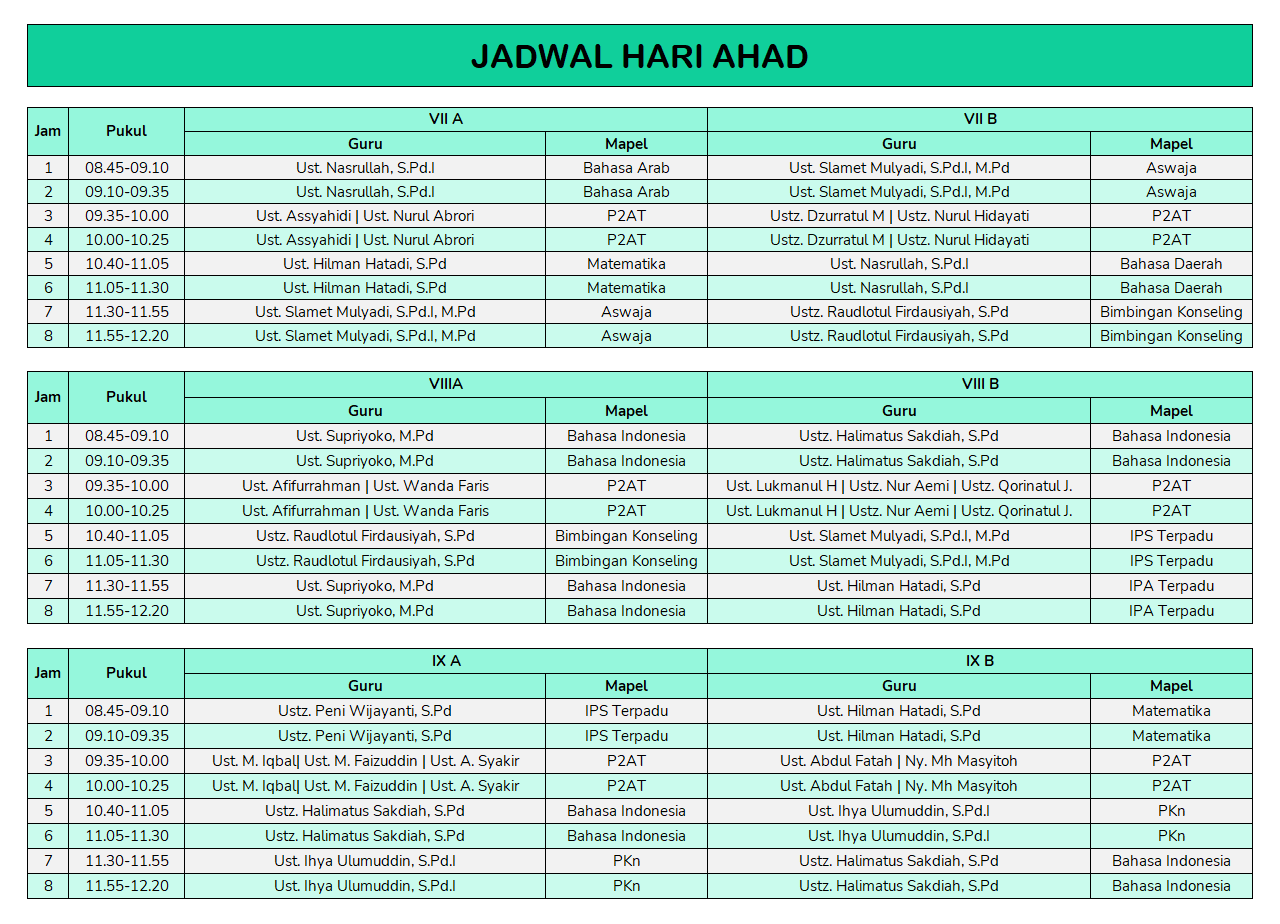 JADWAL HARI AHAD
Jam Pukul VII A VII B
Guru Mapel Guru Mapel
1 08.45-09.10 Ust. Nasrullah, S.Pd.I Bahasa Arab Ust. Slamet Mulyadi, S.Pd.I, M.Pd Aswaja
2 09.10-09.35 Ust. Nasrullah, S.Pd.I Bahasa Arab Ust. Slamet Mulyadi, S.Pd.I, M.Pd Aswaja
3 09.35-10.00 Ust. Assyahidi | Ust. Nurul Abrori P2AT Ustz. Dzurratul M | Ustz. Nurul Hidayati P2AT
4 10.00-10.25 Ust. Assyahidi | Ust. Nurul Abrori P2AT Ustz. Dzurratul M | Ustz. Nurul Hidayati P2AT
5 10.40-11.05 Ust. Hilman Hatadi, S.Pd Matematika Ust. Nasrullah, S.Pd.I Bahasa Daerah
6 11.05-11.30 Ust. Hilman Hatadi, S.Pd Matematika Ust. Nasrullah, S.Pd.I Bahasa Daerah
7 11.30-11.55 Ust. Slamet Mulyadi, S.Pd.I, M.Pd Aswaja Ustz. Raudlotul Firdausiyah, S.Pd Bimbingan Konseling
8 11.55-12.20 Ust. Slamet Mulyadi, S.Pd.I, M.Pd Aswaja Ustz. Raudlotul Firdausiyah, S.Pd Bimbingan Konseling
Jam Pukul VIIIA VIII B
Guru Mapel Guru Mapel
1 08.45-09.10 Ust. Supriyoko, M.Pd Bahasa Indonesia Ustz. Halimatus Sakdiah, S.Pd Bahasa Indonesia
2 09.10-09.35 Ust. Supriyoko, M.Pd Bahasa Indonesia Ustz. Halimatus Sakdiah, S.Pd Bahasa Indonesia
3 09.35-10.00 Ust. Afifurrahman | Ust. Wanda Faris P2AT Ust. Lukmanul H | Ustz. Nur Aemi | Ustz. Qorinatul J. P2AT
4 10.00-10.25 Ust. Afifurrahman | Ust. Wanda Faris P2AT Ust. Lukmanul H | Ustz. Nur Aemi | Ustz. Qorinatul J. P2AT
5 10.40-11.05 Ustz. Raudlotul Firdausiyah, S.Pd Bimbingan Konseling Ust. Slamet Mulyadi, S.Pd.I, M.Pd IPS Terpadu
6 11.05-11.30 Ustz. Raudlotul Firdausiyah, S.Pd Bimbingan Konseling Ust. Slamet Mulyadi, S.Pd.I, M.Pd IPS Terpadu
7 11.30-11.55 Ust. Supriyoko, M.Pd Bahasa Indonesia Ust. Hilman Hatadi, S.Pd IPA Terpadu
8 11.55-12.20 Ust. Supriyoko, M.Pd Bahasa Indonesia Ust. Hilman Hatadi, S.Pd IPA Terpadu
Jam Pukul IX A IX B
Guru Mapel Guru Mapel
1 08.45-09.10 Ustz. Peni Wijayanti, S.Pd IPS Terpadu Ust. Hilman Hatadi, S.Pd Matematika
2 09.10-09.35 Ustz. Peni Wijayanti, S.Pd IPS Terpadu Ust. Hilman Hatadi, S.Pd Matematika
3 09.35-10.00 Ust. M. Iqbal| Ust. M. Faizuddin | Ust. A. Syakir P2AT Ust. Abdul Fatah | Ny. Mh Masyitoh P2AT
4 10.00-10.25 Ust. M. Iqbal| Ust. M. Faizuddin | Ust. A. Syakir P2AT Ust. Abdul Fatah | Ny. Mh Masyitoh P2AT
5 10.40-11.05 Ustz. Halimatus Sakdiah, S.Pd Bahasa Indonesia Ust. Ihya Ulumuddin, S.Pd.I PKn
6 11.05-11.30 Ustz. Halimatus Sakdiah, S.Pd Bahasa Indonesia Ust. Ihya Ulumuddin, S.Pd.I PKn
7 11.30-11.55 Ust. Ihya Ulumuddin, S.Pd.I PKn Ustz. Halimatus Sakdiah, S.Pd Bahasa Indonesia
8 11.55-12.20 Ust. Ihya Ulumuddin, S.Pd.I PKn Ustz. Halimatus Sakdiah, S.Pd Bahasa Indonesia